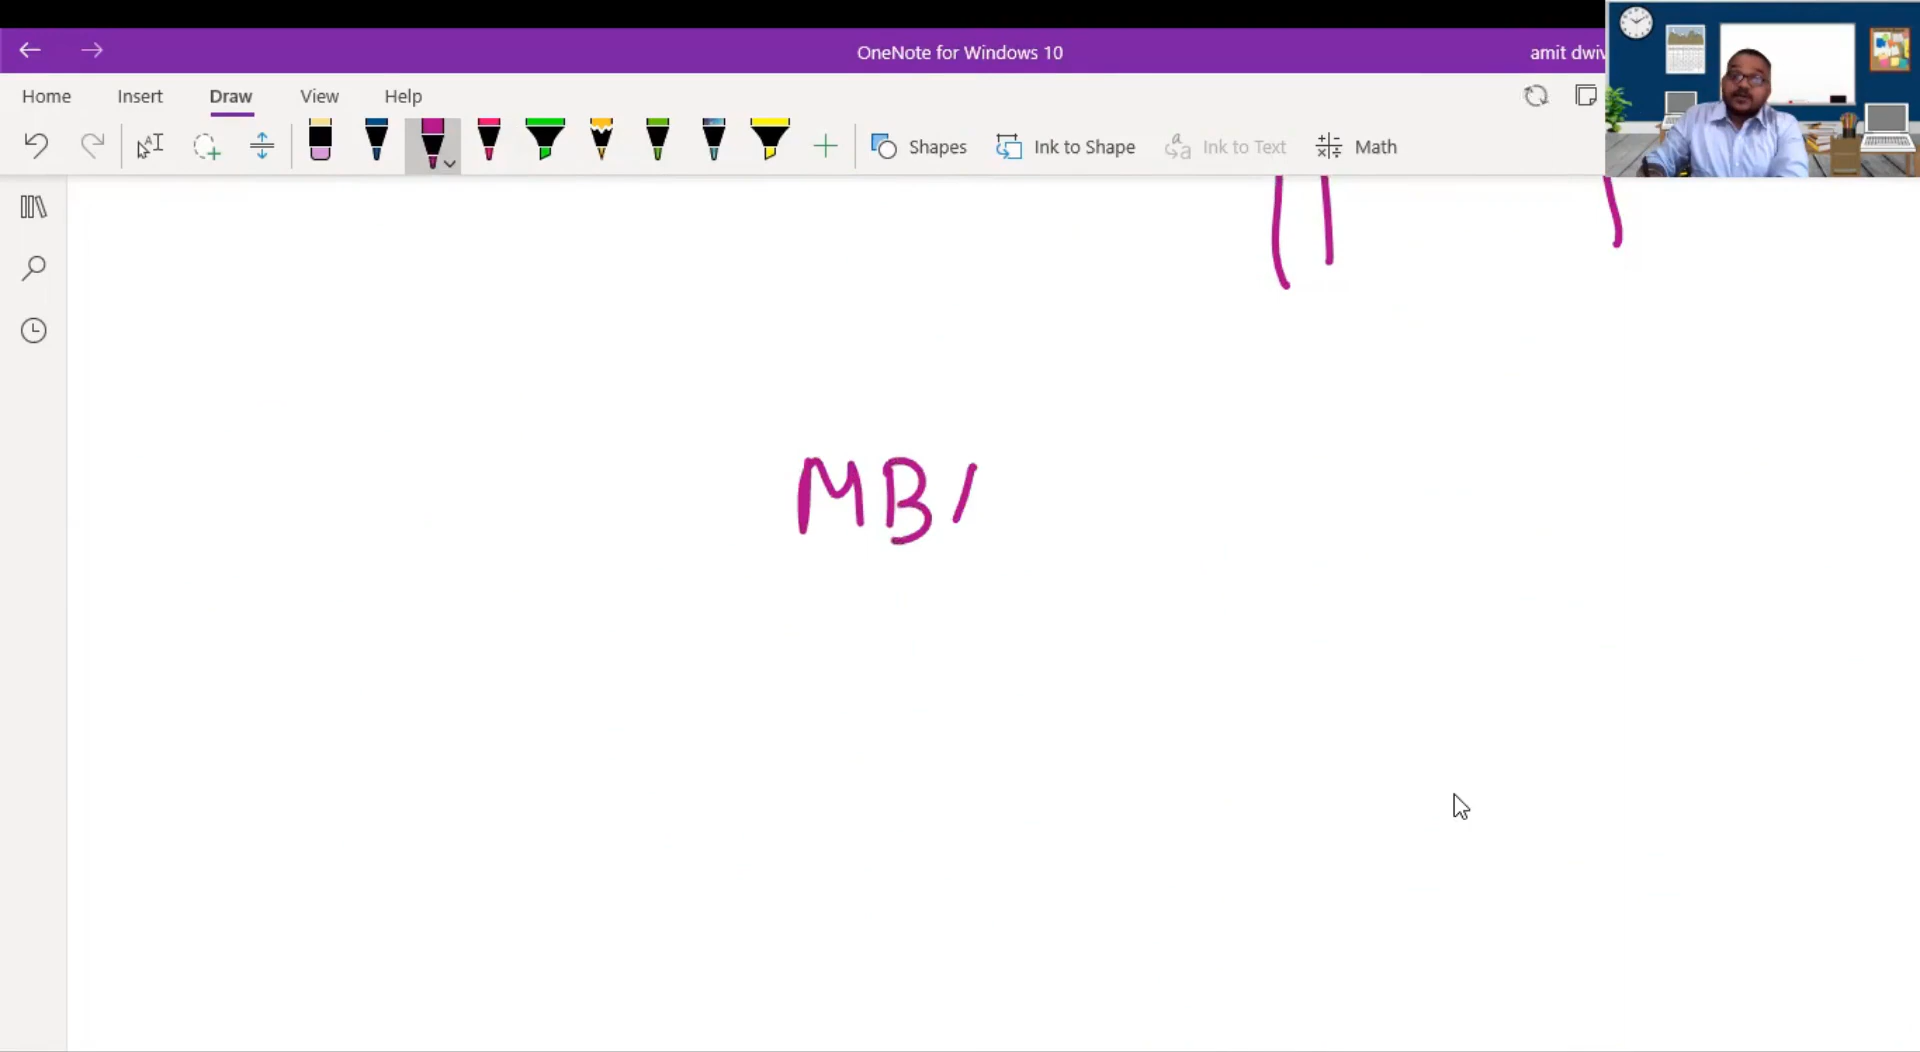 OneNote for Windows 10
amit dwiv
Home Insert Draw View Help
Shapes Ink to Shape Ink to Text Math
MB/